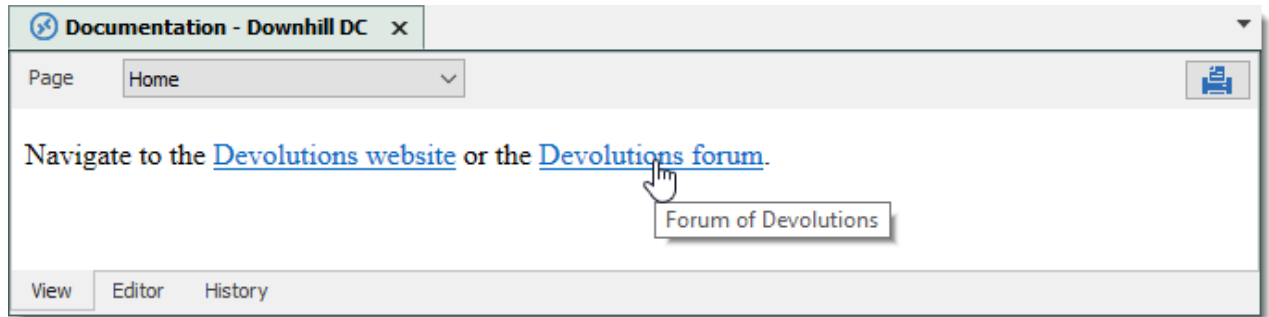 Documentation - Downhill DC
Page Home
Navigate to the Devolutions website or the Devolutions forum.
Forum of Devolutions
View Editor History